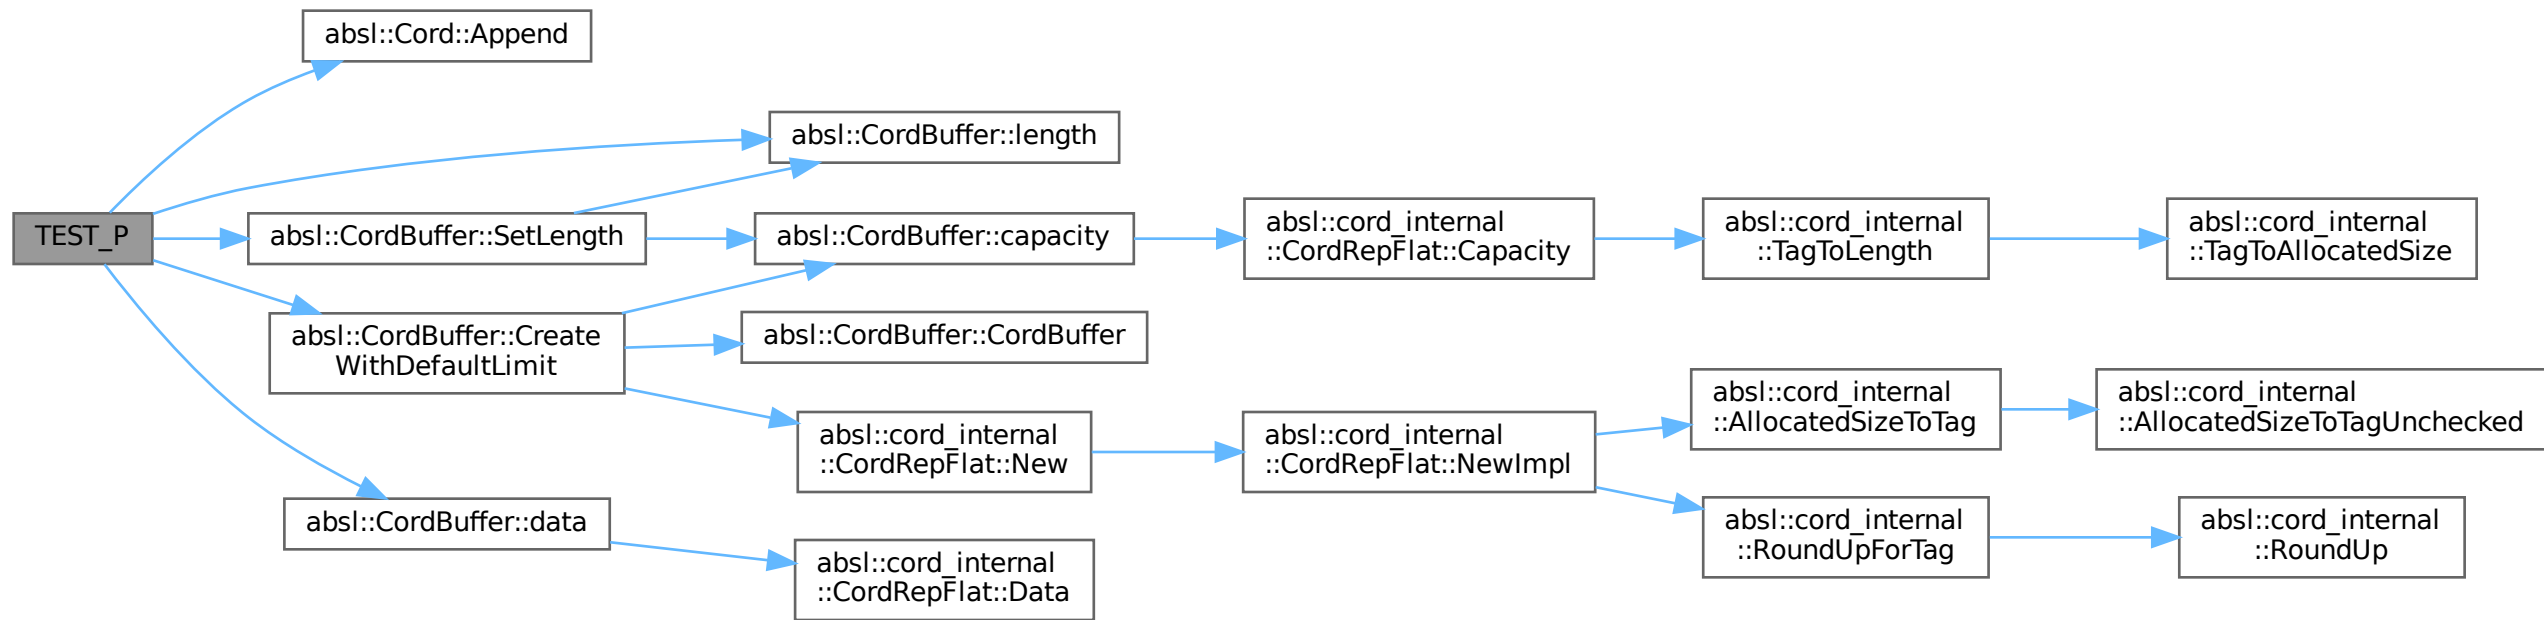 absl::Cord::Append
absl::CordBuffer::length
TEST_P
absl::CordBuffer::SetLength
absl::CordBuffer::capacity
absl::cord_internal
::CordRepFlat::Capacity
absl::cord_internal
::TagToLength
absl::cord_internal
::TagToAllocatedSize
absl::CordBuffer::Create
WithDefaultLimit
absl::CordBuffer::CordBuffer
absl::cord_internal
::CordRepFlat::New
absl::cord_internal
::CordRepFlat::NewImpl
absl::cord_internal
::AllocatedSizeToTag
absl::cord_internal
::AllocatedSizeToTagUnchecked
absl::cord_internal
::RoundUpForTag
absl::cord_internal
::RoundUp
absl::CordBuffer::data
absl::cord_internal
::CordRepFlat::Data